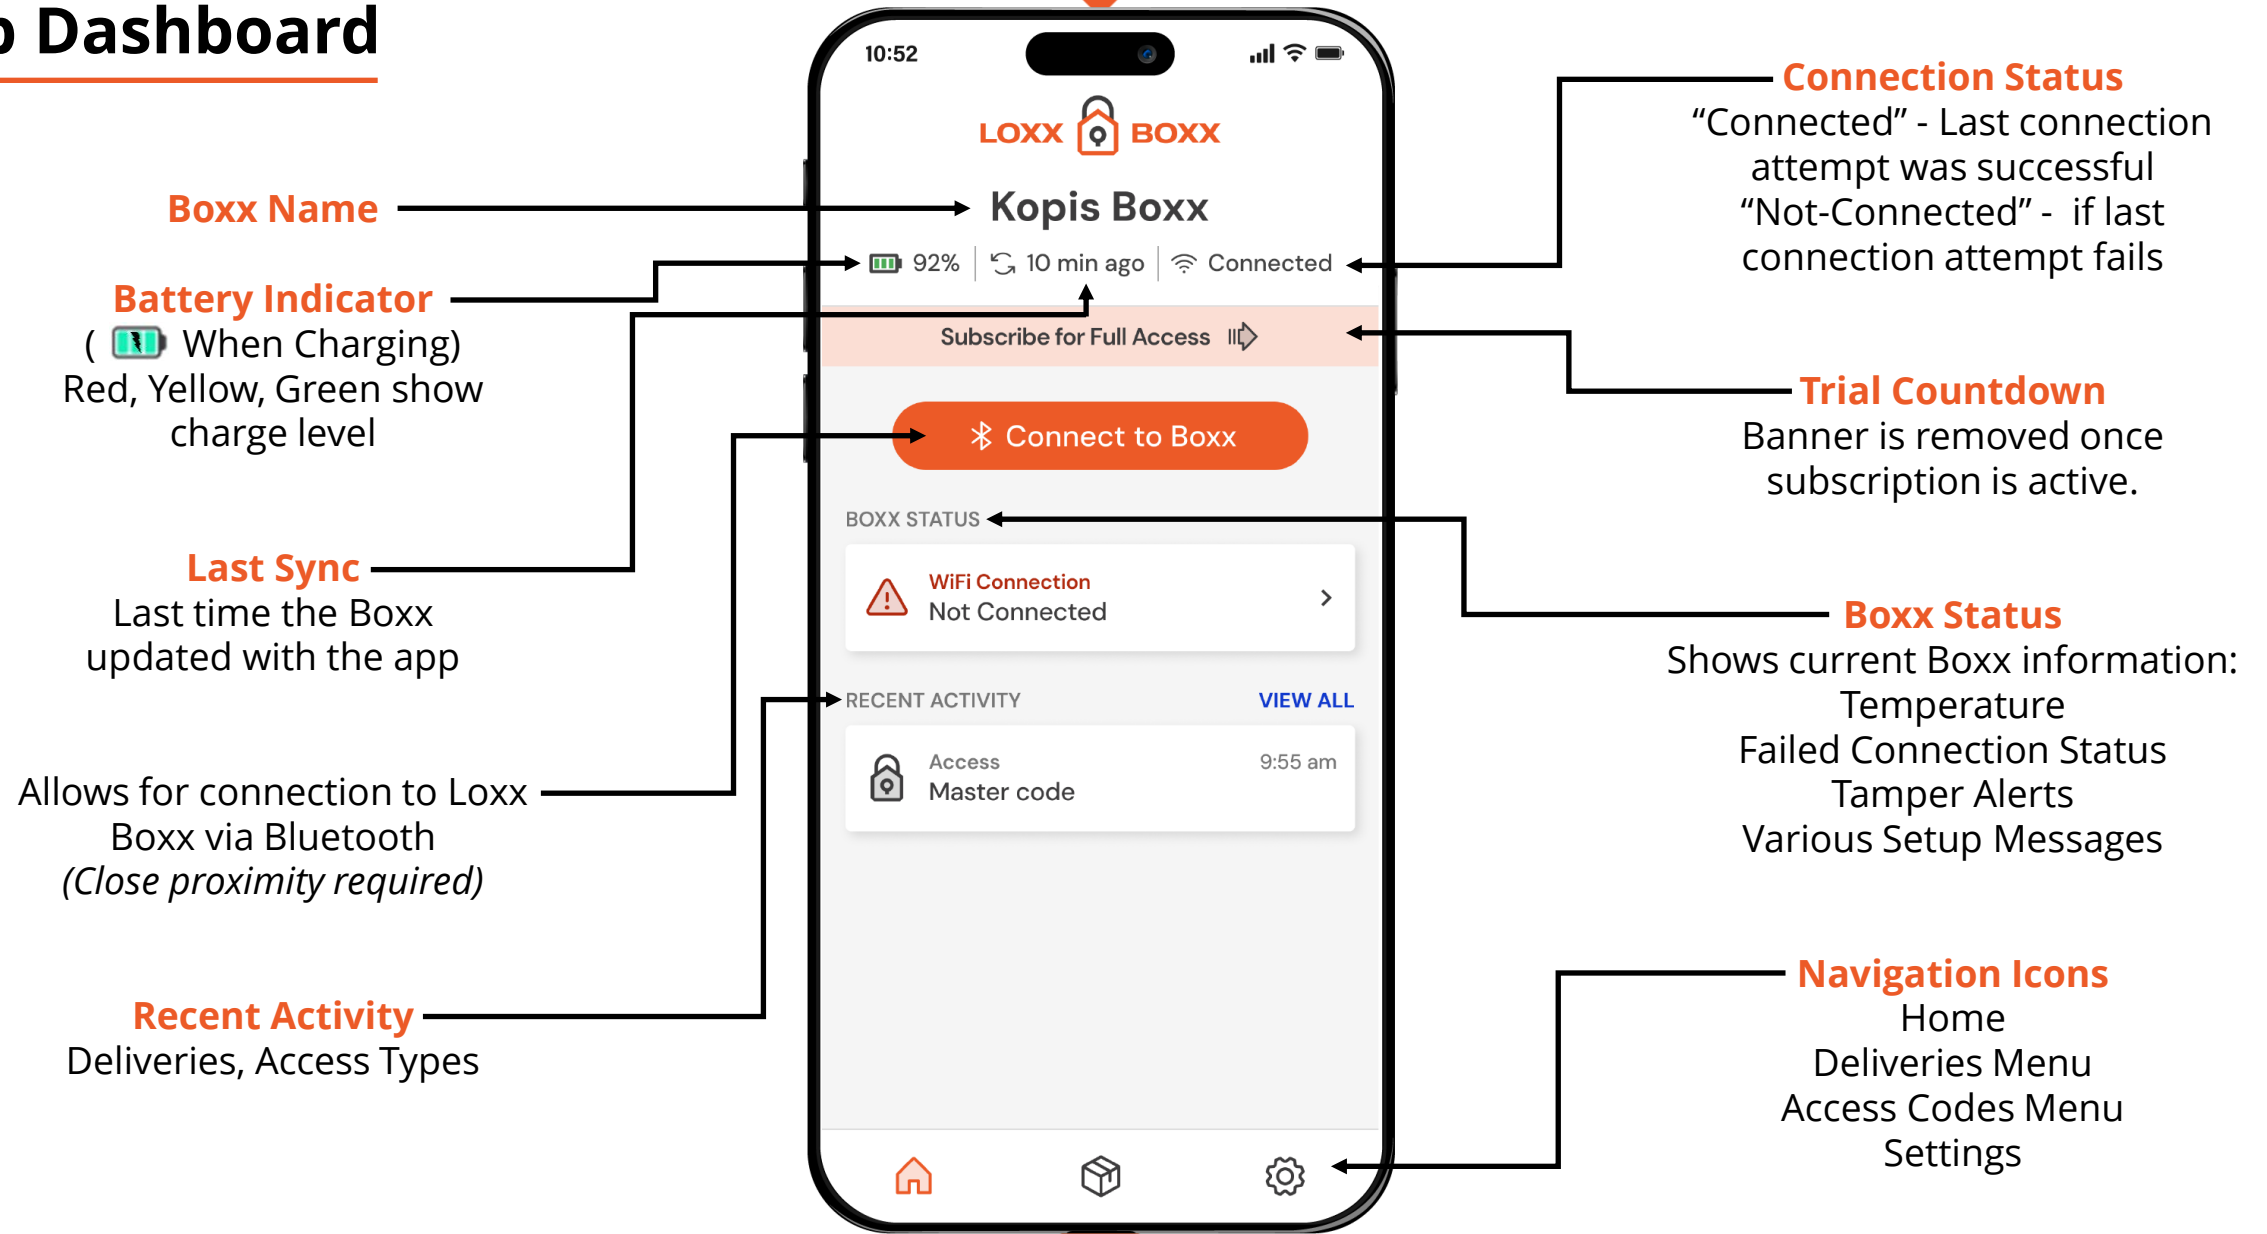 Dashboard
Boxx Name
Battery Indicator
( When Charging)
Red, Yellow, Green show
charge level
Last Sync
Last time the Boxx
updated with the app
Allows for connection to Loxx
Boxx via Bluetooth
(Close proximity required)
Recent Activity
Deliveries, Access Types
10:52
LOXX BOXX
Kopis Boxx
92% 10 min ago Connected
Subscribe for Full Access
Connect to Boxx
BOXX STATUS
WiFi Connection
Not Connected
RECENT ACTIVITY VIEW ALL
Access 9:55 am
Master code
Connection Status
“Connected” - Last connection
attempt was successful
“Not-Connected” - if last
connection attempt fails
Trial Countdown
Banner is removed once
subscription is active.
Boxx Status
Shows current Boxx information:
Temperature
Failed Connection Status
Tamper Alerts
Various Setup Messages
Navigation Icons
Home
Deliveries Menu
Access Codes Menu
Settings